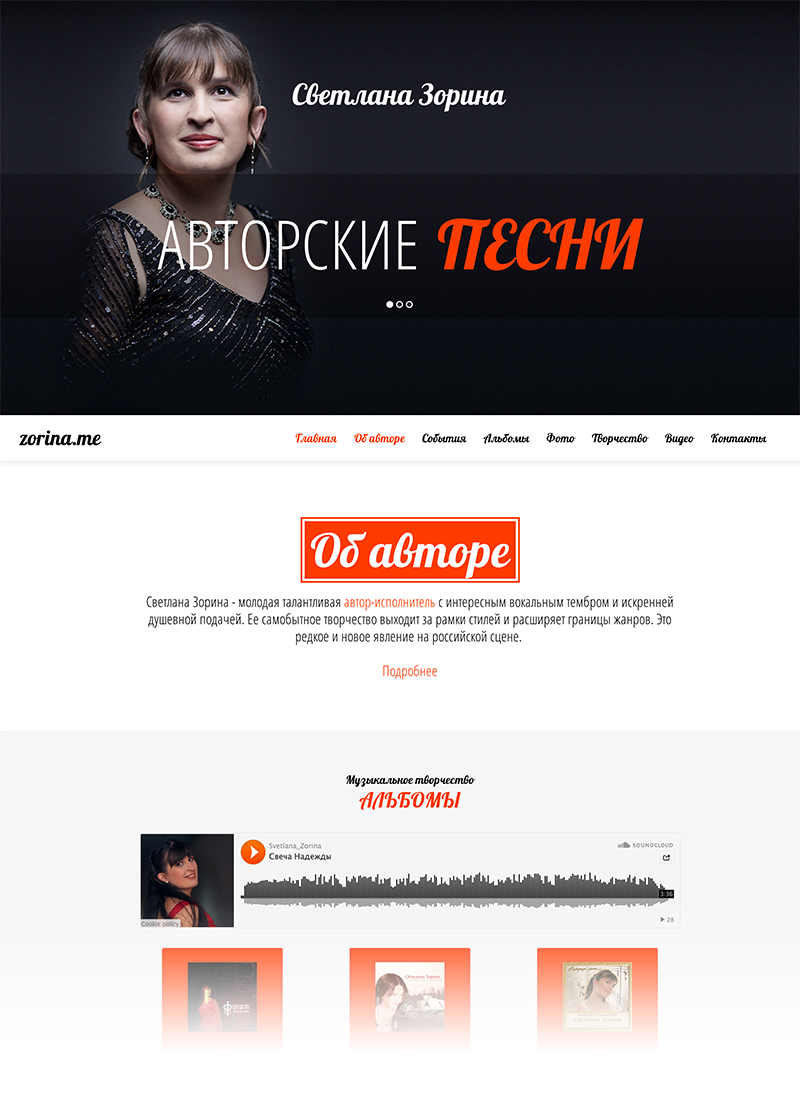 Светлана Зорина
АВТОРСКИЕ ПЕСНИ
zorina.me
Главная Об авторе События Альбомы Фото Творчество Видео Контакты
Об авторе
Светлана Зорина - молодая талантливая автор-исполнитель с интересным вокальным тембром и искренней
душевной подачей. Ее самобытное творчество выходит за рамки стилей и расширяет границы жанров. Это
редкое и новое явление на российской сцене.
Подробнее
Музыкальное творчество
АЛЬБОМЫ
Svetlana_Zorina
SOUNDCLOUD
Свеча Надежды
3:36
Cookie policy
28
Светлана Зорина